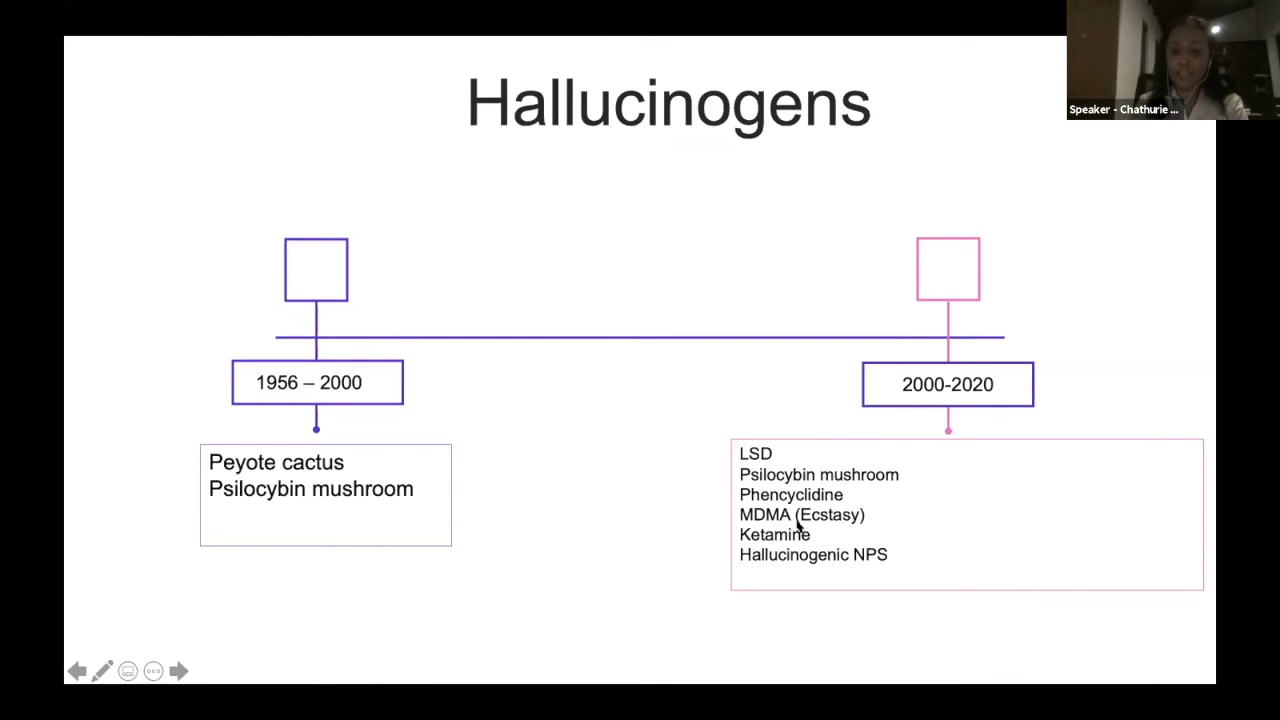 Hallucinogens
Speaker - Chathurie ...
1956 – 2000
2000-2020
Peyote cactus
Psilocybin mushroom
LSD
Psilocybin mushroom
Phencyclidine
MDMA (Ecstasy)
Ketamine
Hallucinogenic NPS